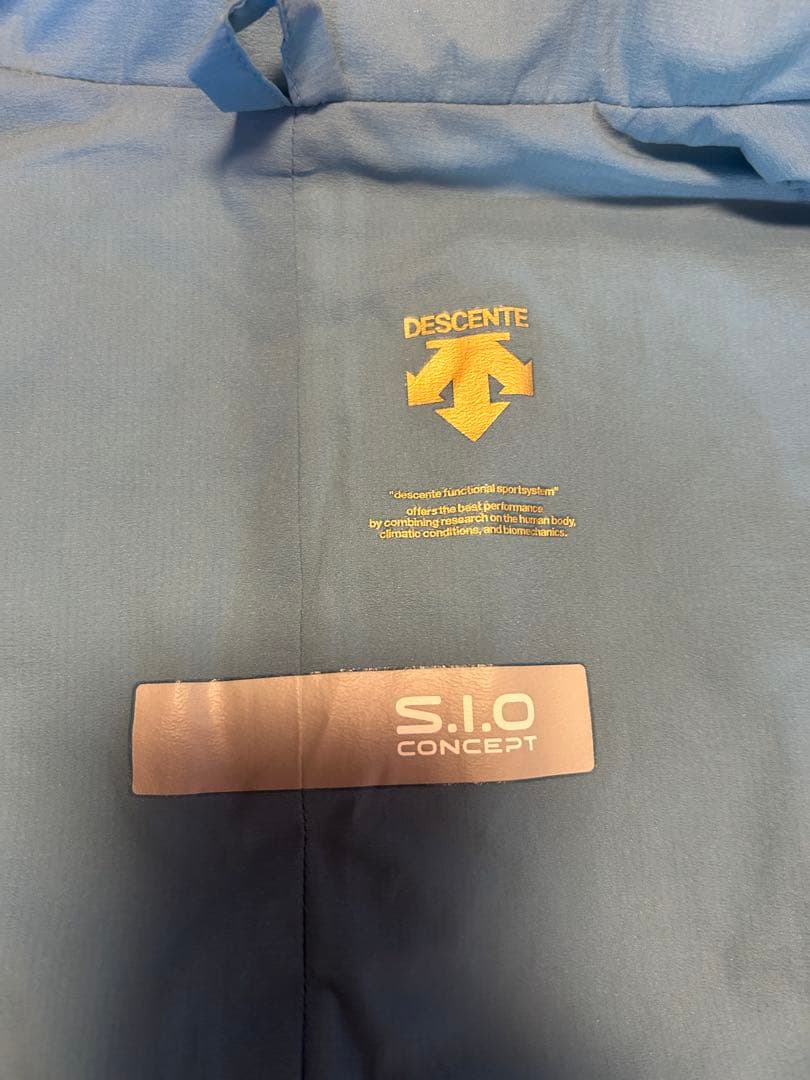 DESCENTE
"descente functional sportsystem"
offers the best performance
by combining research on the human body,
climatic conditions, and biomechanics.
S.I.O
CONCEPT